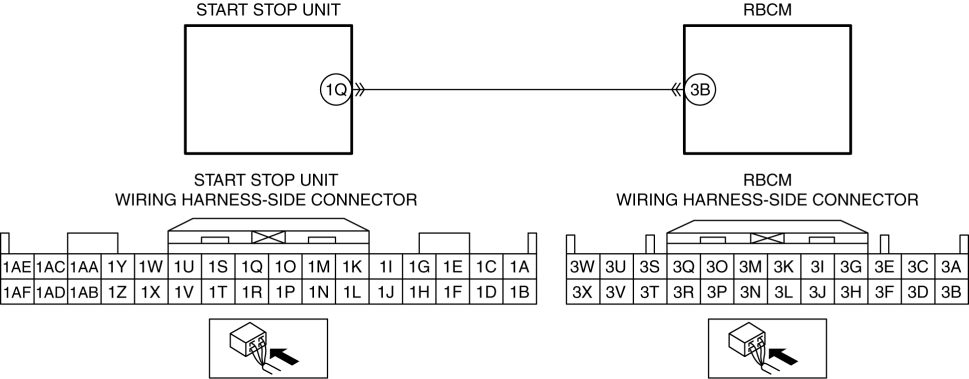 START STOP UNIT RBCM
1Q 3B
START STOP UNIT RBCM
WIRING HARNESS-SIDE CONNECTOR WIRING HARNESS-SIDE CONNECTOR
1AE 1AC 1AA 1Y 1W 1U 1S 1Q 1O 1M 1K 1I 1G 1E 1C 1A 3W 3U 3S 3Q 3O 3M 3K 3I 3G 3E 3C 3A
1AF 1AD 1AB 1Z 1X 1V 1T 1R 1P 1N 1L 1J 1H 1F 1D 1B 3X 3V 3T 3R 3P 3N 3L 3J 3H 3F 3D 3B